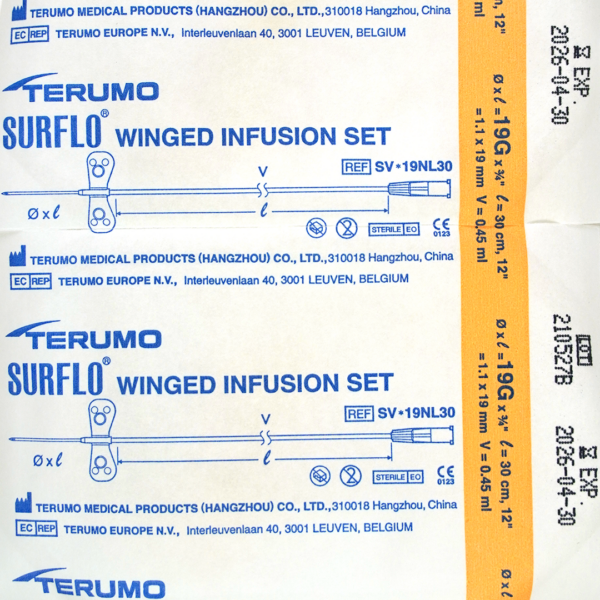 TERUMO MEDICAL PRODUCTS (HANGZHOU) CO., LTD.,310018 Hangzhou, China
EC REP TERUMO EUROPE N.V., Interleuvenlaan 40, 3001 LEUVEN, BELGIUM
TERUMO
SURFLO® WINGED INFUSION SET
REF SV*19NL30
V
Ø x ℓ
ℓ
STERILE EO
CE 0123
TERUMO MEDICAL PRODUCTS (HANGZHOU) CO., LTD.,310018 Hangzhou, China
EC REP TERUMO EUROPE N.V., Interleuvenlaan 40, 3001 LEUVEN, BELGIUM
TERUMO
SURFLO® WINGED INFUSION SET
REF SV*19NL30
V
Ø x ℓ
ℓ
STERILE EO
CE 0123
TERUMO MEDICAL PRODUCTS (HANGZHOU) CO., LTD.,310018 Hangzhou, China
EC REP TERUMO EUROPE N.V., Interleuvenlaan 40, 3001 LEUVEN, BELGIUM
TERUMO
12"
ml
Ø x ℓ = 19G x ¾" ℓ = 30 cm, 12"
= 1.1 x 19 mm V = 0.45 ml
Ø x ℓ = 19G x ¾" ℓ = 30 cm, 12"
= 1.1 x 19 mm V = 0.45 ml
Ø x ℓ
EXP.
2026-04-30
LOT
210527B
EXP.
2026-04-30